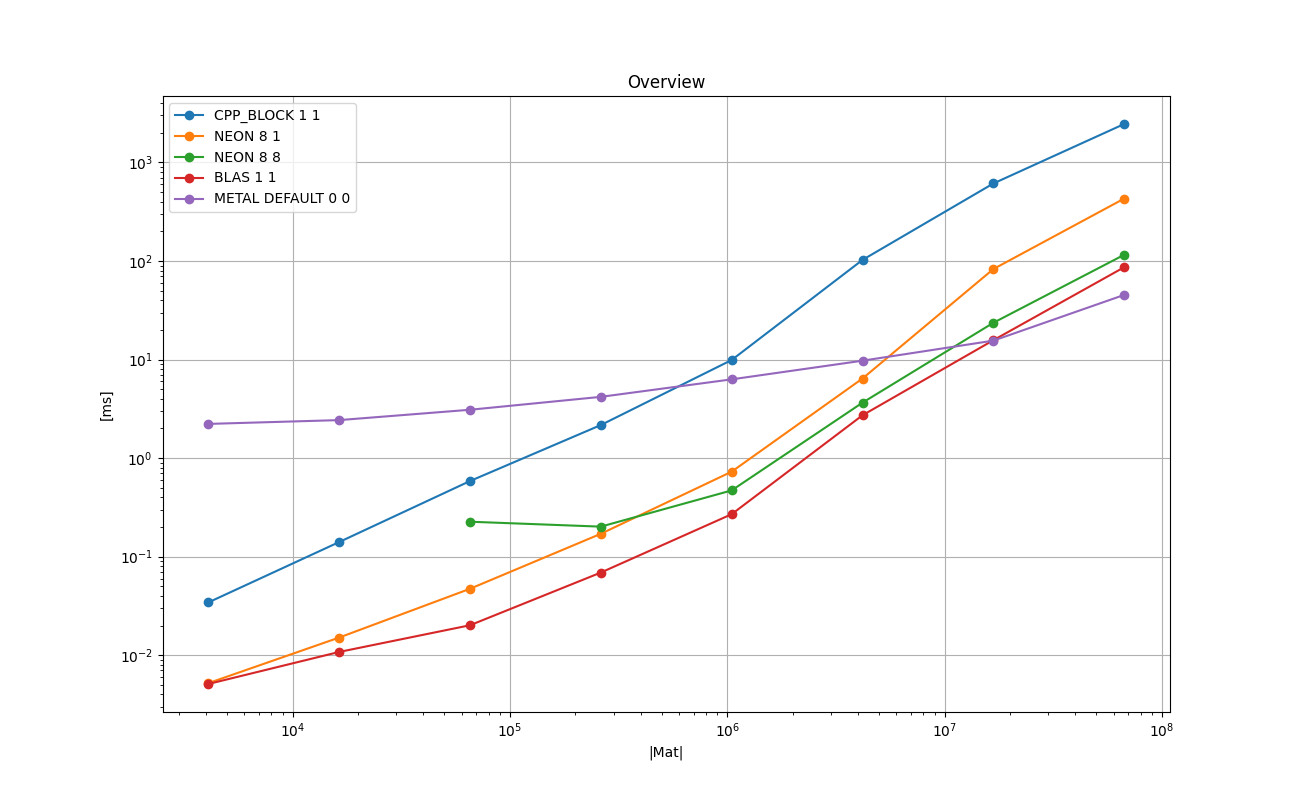 Overview
CPP_BLOCK 1 1
NEON 8 1
NEON 8 8
BLAS 1 1
METAL DEFAULT 0 0
[ms]
10³
10²
10¹
10⁰
10⁻¹
10⁻²
10⁴ 10⁵ 10⁶ 10⁷ 10⁸
|Mat|